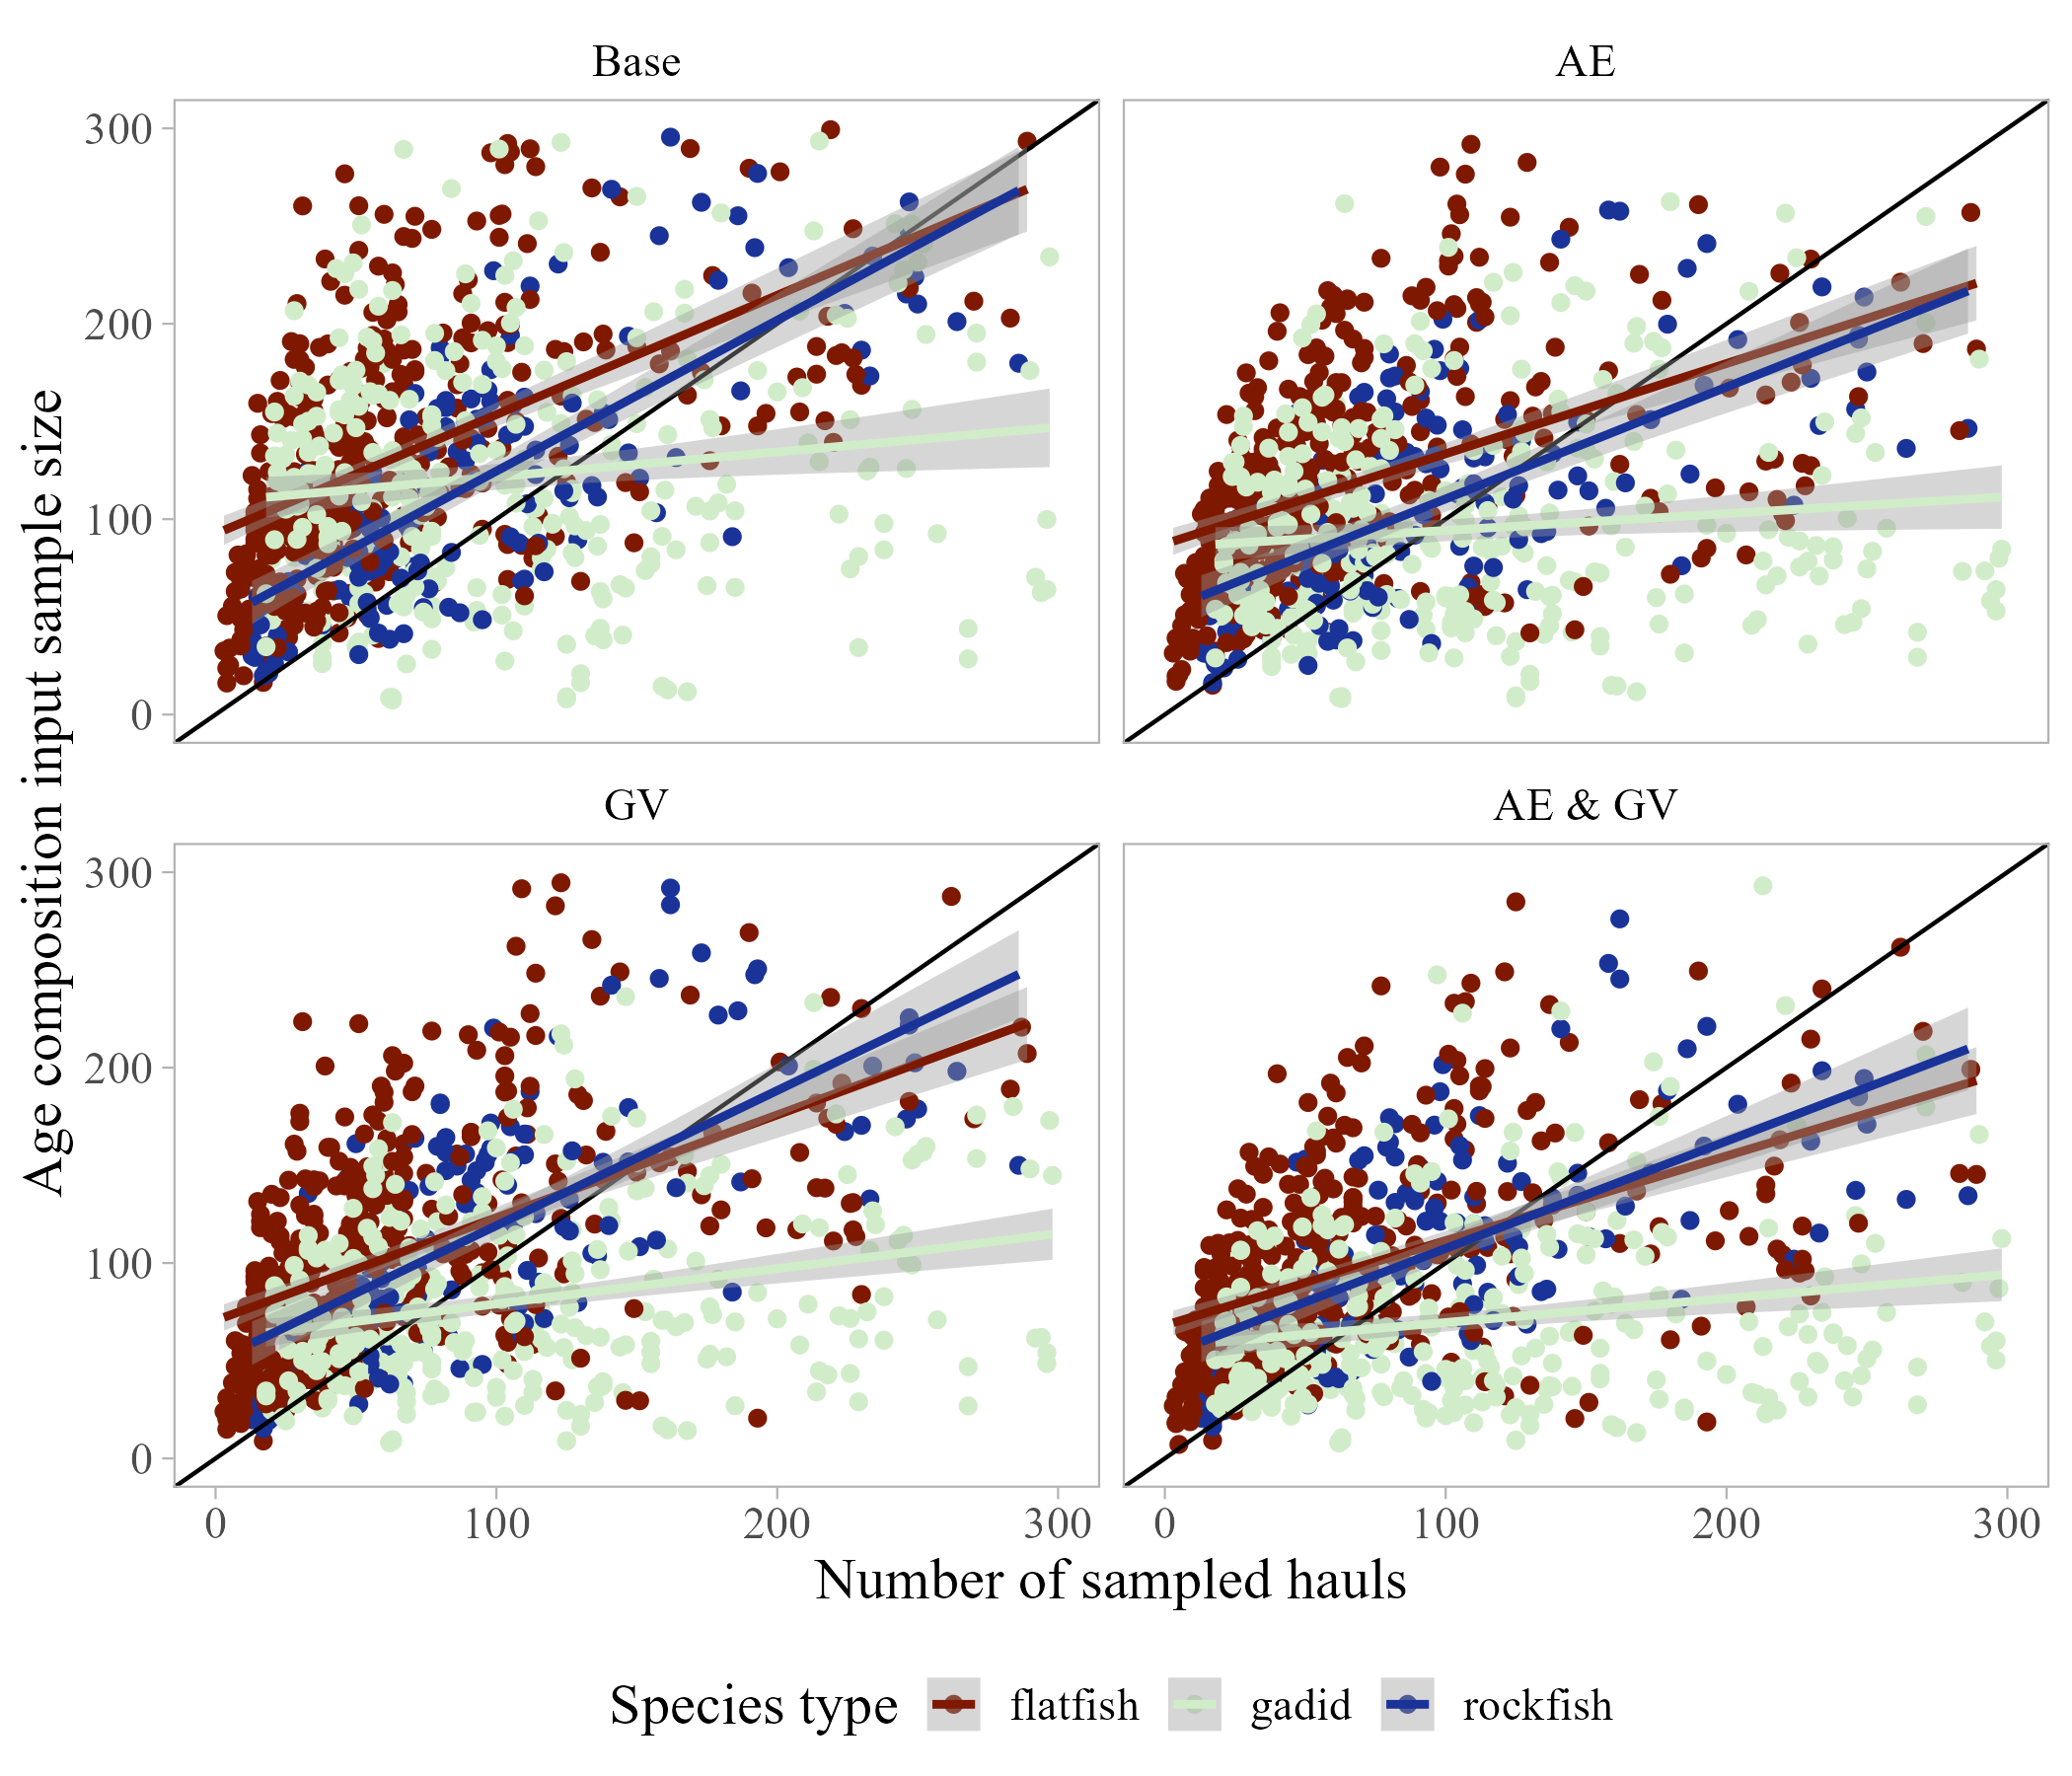 Base
AE
300
200
100
0
GV
AE & GV
300
200
100
0
0 100 200 300
0 100 200 300
Age composition input sample size
Number of sampled hauls
Species type flatfish gadid rockfish